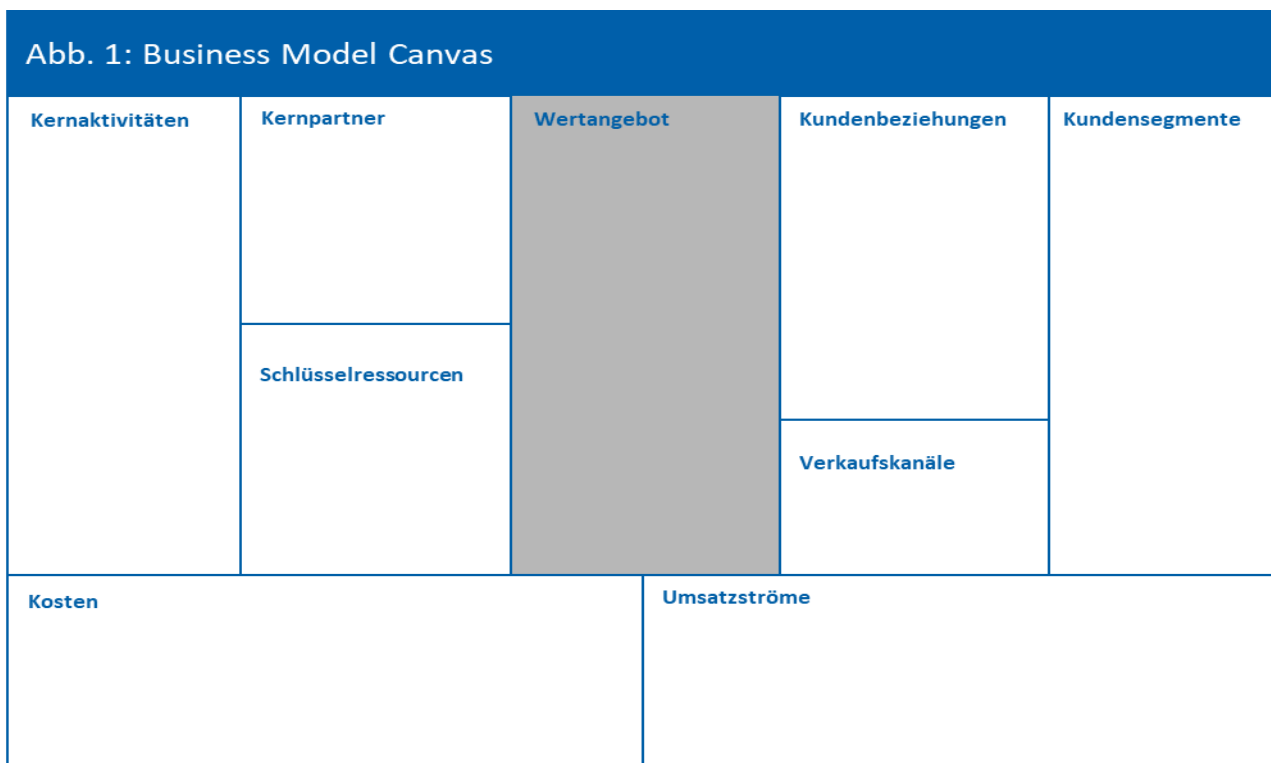 Abb. 1: Business Model Canvas
Kernaktivitäten
Kernpartner
Wertangebot
Kundenbeziehungen
Kundensegmente
Schlüsselressourcen
Verkaufskanäle
Kosten
Umsatzströme